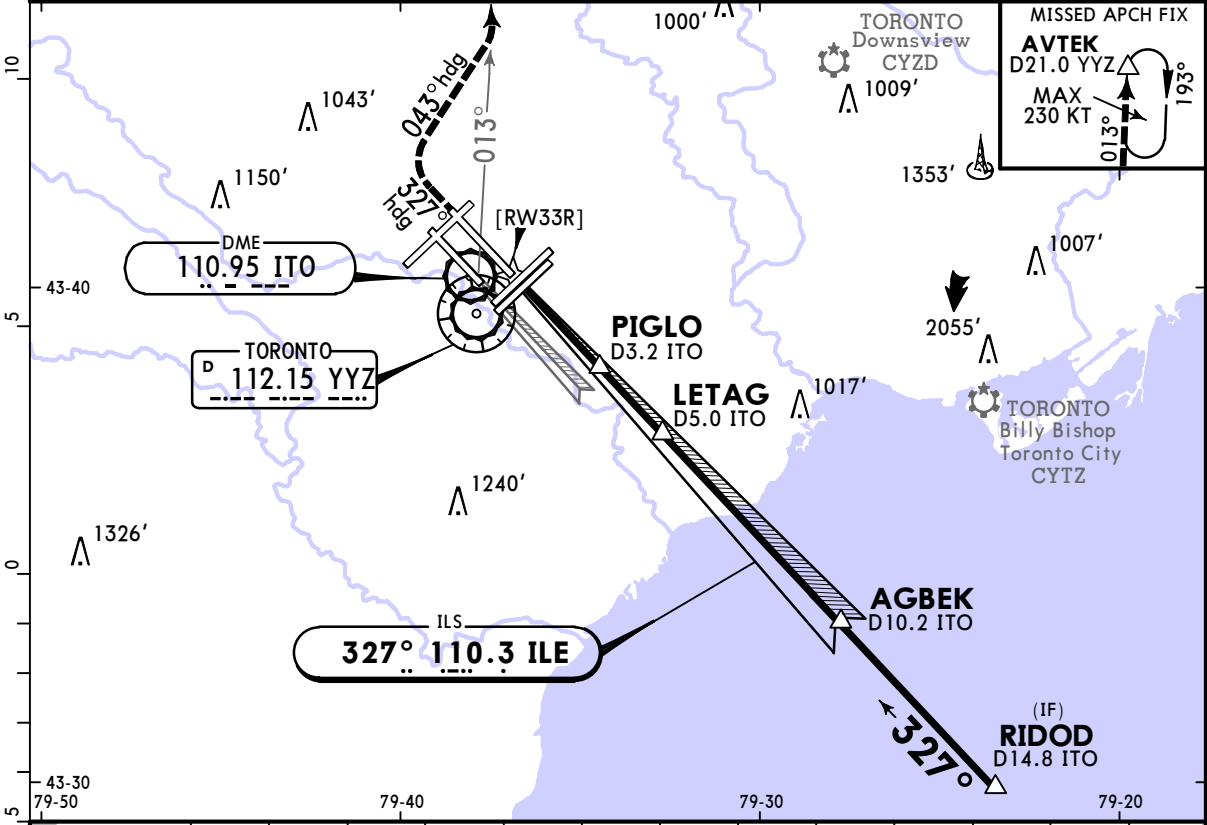 1000′
TORONTO
Downsview
CYZD
MISSED APCH FIX
AVTEK
D21.0 YYZ
MAX
230 KT
013°
193°
10
1043′
043° hdg
013°
1009′
1353′
1150′
327°
hdg
[RW33R]
DME
110.95 ITO
1007′
43-40
5
2055′
TORONTO
D 112.15 YYZ
PIGLO
D3.2 ITO
LETAG
D5.0 ITO
1017′
TORONTO
Billy Bishop
Toronto City
CYTZ
1240′
1326′
0
AGBEK
D10.2 ITO
ILS
327° 110.3 ILE
327°
(IF)
RIDOD
D14.8 ITO
43-30
5
79-50
79-40
79-30
79-20